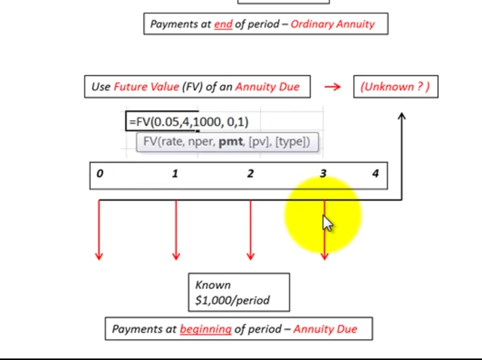 Payments at end of period – Ordinary Annuity
Use Future Value (FV) of an Annuity Due
(Unknown ? )
=FV(0.05,4,1000, 0,1)
FV(rate, nper, pmt, [pv], [type])
0 1 2 3 4
Known
$1,000/period
Payments at beginning of period – Annuity Due